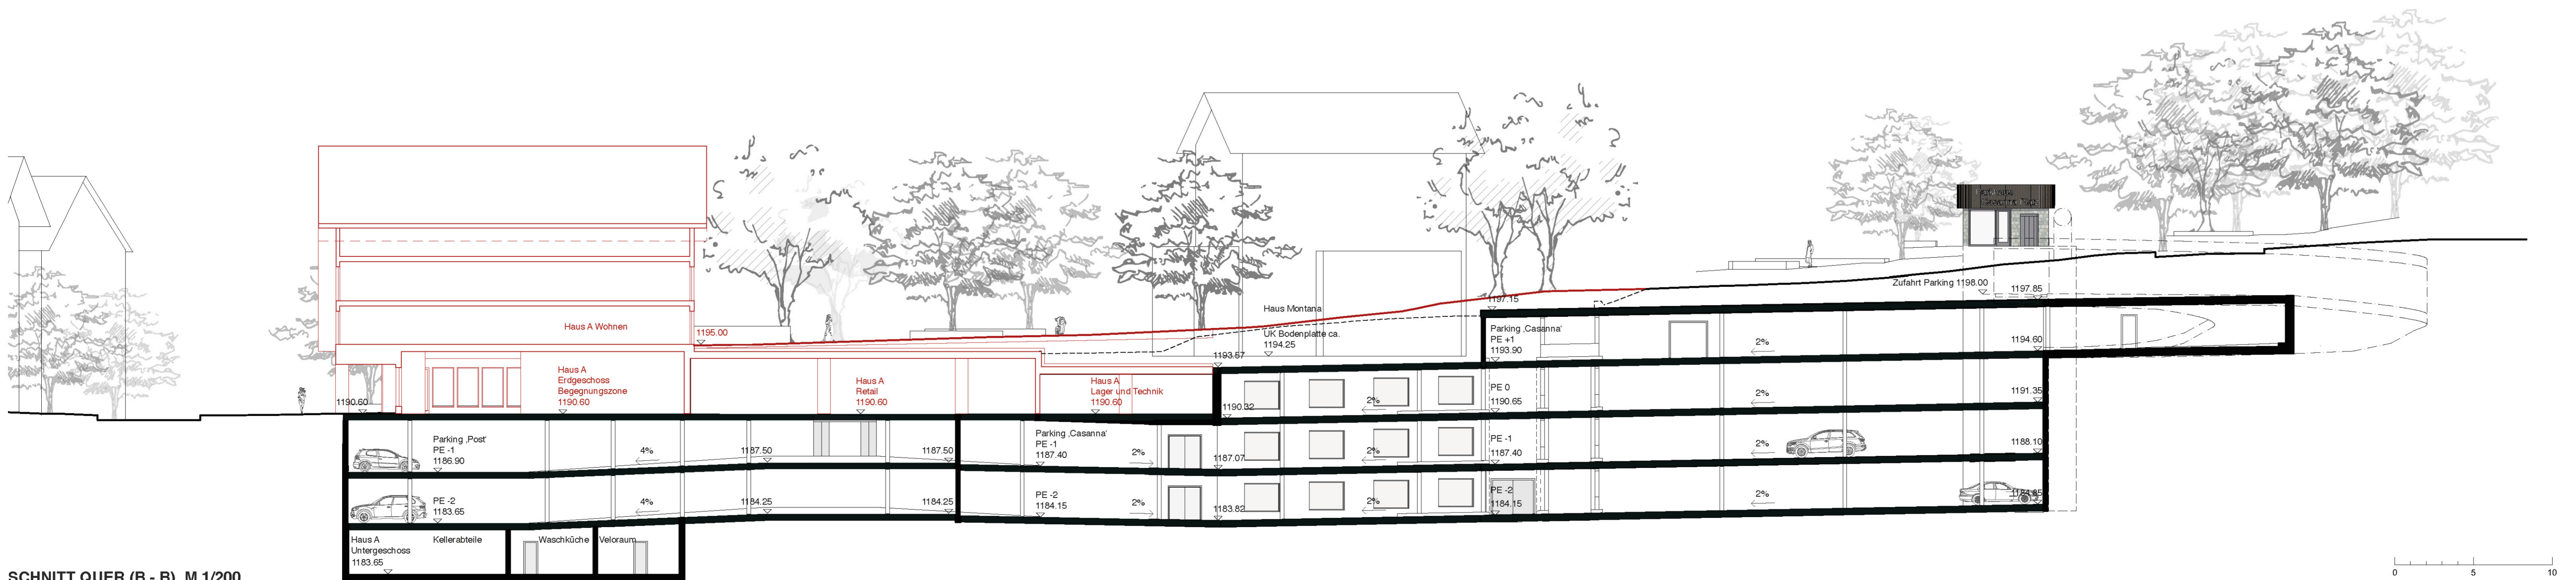 Haus A Wohnen
1195.00
Haus A
Erdgeschoss
Begegnungszone
1190.60
Haus A
Retail
1190.60
Haus A
Lager und Technik
1190.60
1190.60
Haus Montana
UK Bodenplatte ca.
1194.25
1193.57
1197.15
Parking ‚Casanna'
PE +1
1193.90
Zufahrt Parking 1198.00
1197.85
2%
1194.60
PE 0
1190.65
1190.32
2%
2%
1191.35
Parking ‚Post'
PE -1
1186.90
4%
1187.50
1187.50
Parking ‚Casanna'
PE -1
1187.40
2%
1187.07
2%
PE -1
1187.40
2%
1188.10
PE -2
1183.65
4%
1184.25
1184.25
PE -2
1184.15
2%
1183.82
2%
PE -2
1184.15
2%
1184.85
Haus A
Untergeschoss
1183.65
Kellerabteile
Waschküche
Veloraum
SCHNITT QUER (B - B) M 1/200
0 5 10